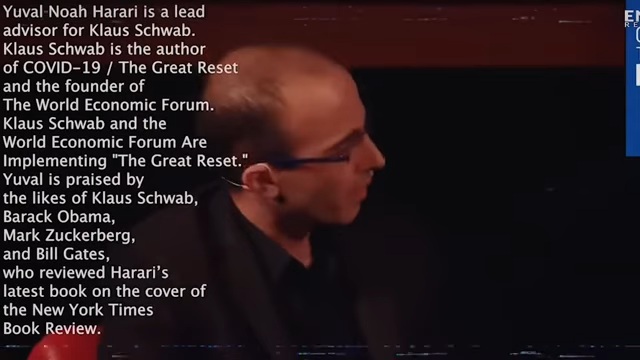 Yuval Noah Harari is a lead
advisor for Klaus Schwab.
Klaus Schwab is the author
of COVID-19 / The Great Reset
and the founder of
The World Economic Forum.
Klaus Schwab and the
World Economic Forum Are
Implementing "The Great Reset."
Yuval is praised by
the likes of Klaus Schwab,
Barack Obama,
Mark Zuckerberg,
and Bill Gates,
who reviewed Harari's
latest book on the cover of
the New York Times
Book Review.